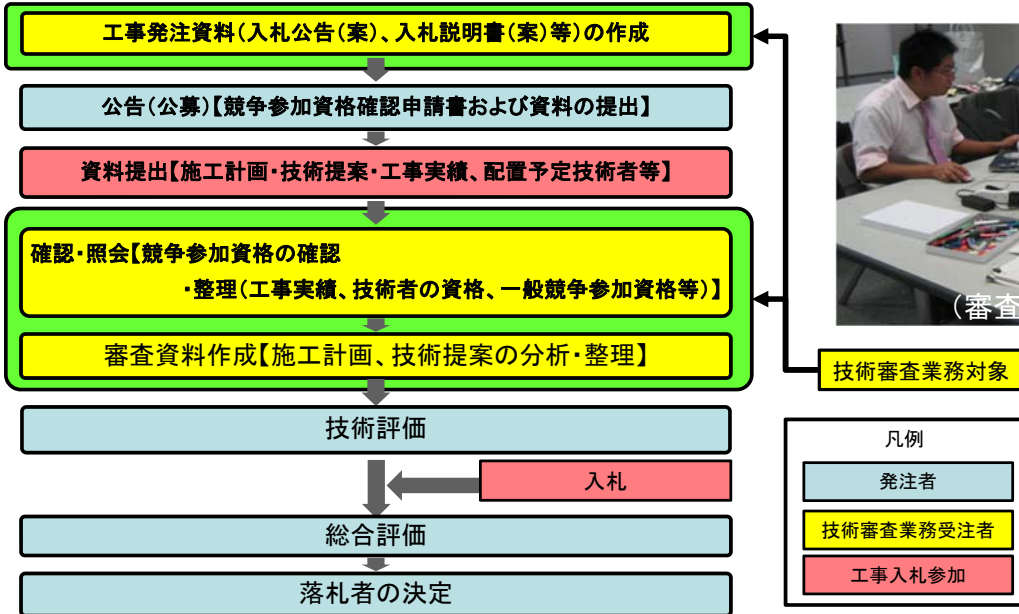 工事発注資料(入札公告(案)、入札説明書(案)等)の作成
公告(公募)【競争参加資格確認申請書および資料の提出】
資料提出【施工計画・技術提案・工事実績、配置予定技術者等】
確認・照会【競争参加資格の確認
・整理(工事実績、技術者の資格、一般競争参加資格等)】
審査資料作成【施工計画、技術提案の分析・整理】
技術評価
入札
総合評価
落札者の決定
(審査
技術審査業務対象
凡例
発注者
技術審査業務受注者
工事入札参加